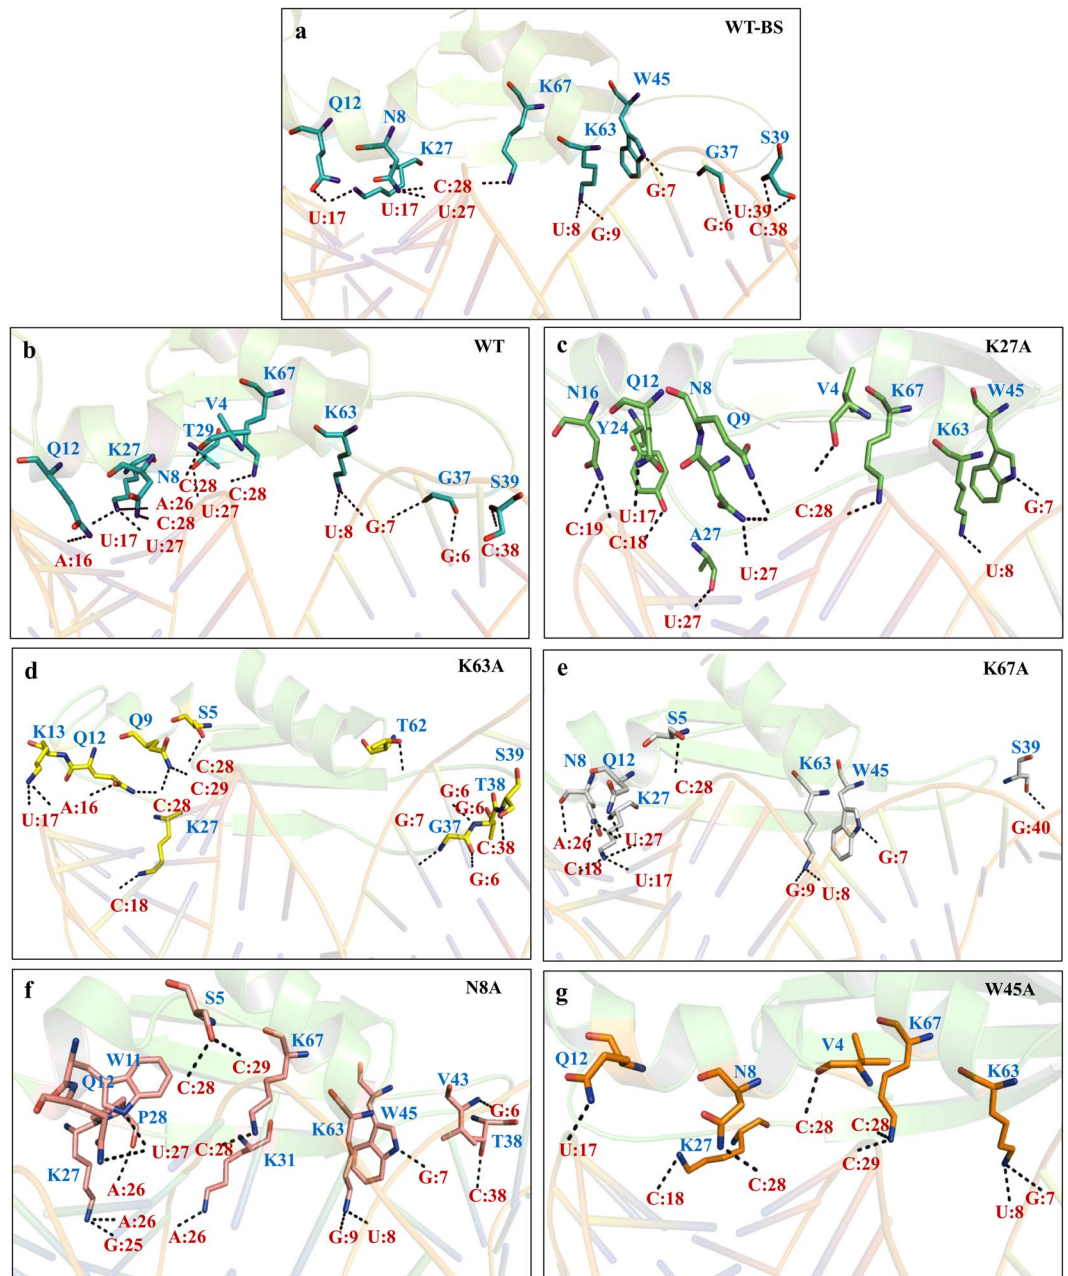 a
WT-BS
Q12
N8
K27
K67
K63
W45
G37
S39
U:17
U:17
C:28
U:27
U:8
G:9
G:7
G:6
U:39
C:38
b
WT
Q12
K27
N8
T29
V4
K67
K63
G37
S39
A:16
U:17
A:26
C:28
U:27
C:28
U:27
C:28
U:8
G:7
G:6
C:38
c
K27A
N16
Q12
Y24
N8
Q9
V4
K67
K63
W45
C:19
U:17
C:18
A27
U:27
U:27
C:28
U:8
G:7
d
K63A
K13
Q12
Q9
S5
T62
S39
T38
G37
K27
U:17
A:16
C:28
C:29
C:28
C:18
G:6
G:6
G:7
C:38
G:6
e
K67A
S5
N8
Q12
K27
K63
W45
S39
C:28
A:26
C:18
U:27
U:17
G:9
U:8
G:7
G:40
f
N8A
S5
W11
Q12
P28
K27
K67
K31
K63
W45
V43
T38
C:28
C:29
U:27
A:26
A:26
G:25
C:28
A:26
G:9
U:8
G:7
G:6
C:38
g
W45A
Q12
N8
K27
V4
K67
K63
U:17
C:18
C:28
C:28
C:28
C:29
U:8
G:7